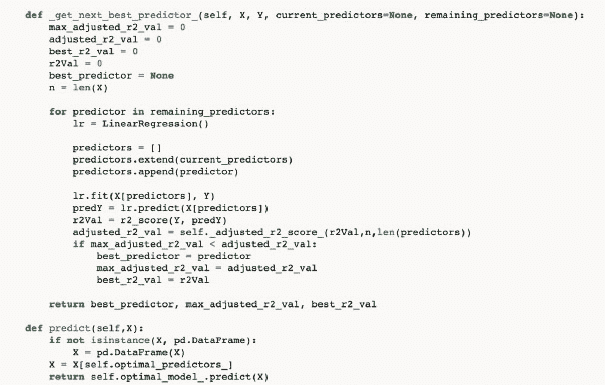 def _get_next_best_predictor_(self, X, Y, current_predictors=None, remaining_predictors=None):
    max_adjusted_r2_val = 0
    adjusted_r2_val = 0
    best_r2_val = 0
    r2Val = 0
    best_predictor = None
    n = len(X)

    for predictor in remaining_predictors:
        lr = LinearRegression()

        predictors = []
        predictors.extend(current_predictors)
        predictors.append(predictor)

        lr.fit(X[predictors], Y)
        predY = lr.predict(X[predictors])
        r2Val = r2_score(Y, predY)
        adjusted_r2_val = self._adjusted_r2_score_(r2Val,n,len(predictors))
        if max_adjusted_r2_val < adjusted_r2_val:
            best_predictor = predictor
            max_adjusted_r2_val = adjusted_r2_val
            best_r2_val = r2Val

    return best_predictor, max_adjusted_r2_val, best_r2_val

def predict(self,X):
    if not isinstance(X, pd.DataFrame):
        X = pd.DataFrame(X)
    X = X[self.optimal_predictors_]
    return self.optimal_model_.predict(X)